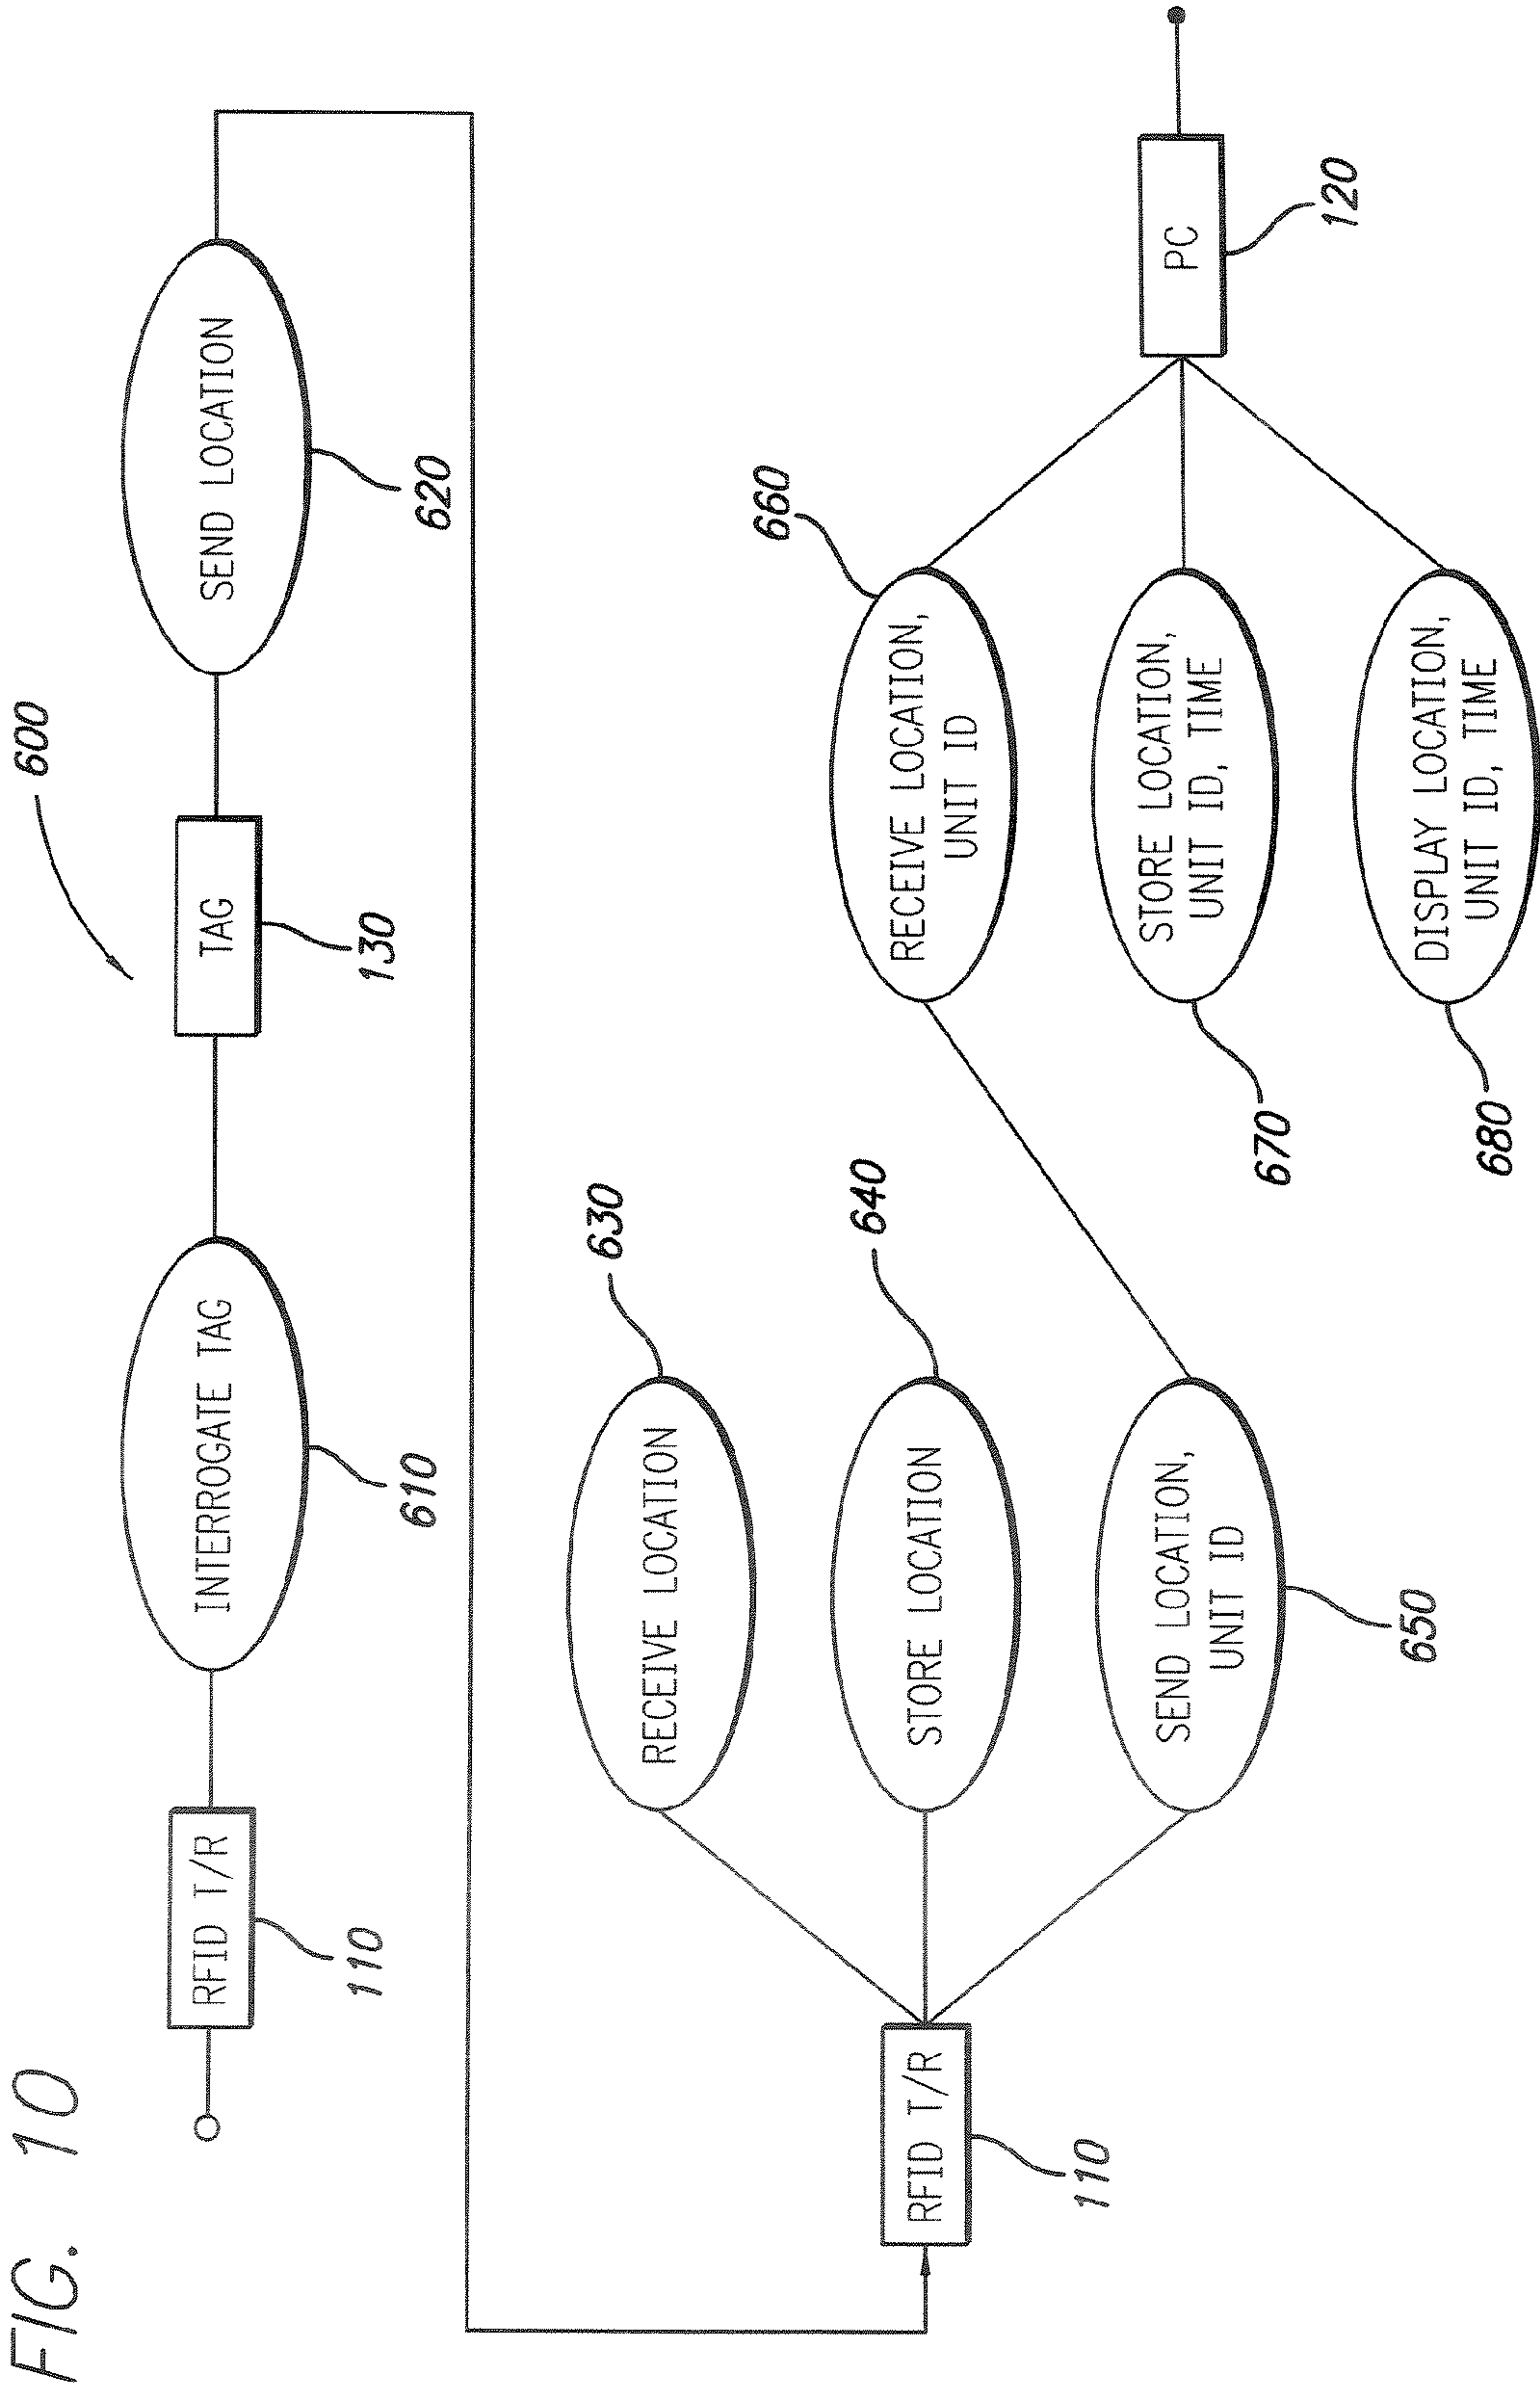 FIG. 10
600
RFID T/R
110
INTERROGATE TAG
610
TAG
130
SEND LOCATION
620
RFID T/R
110
RECEIVE LOCATION
630
STORE LOCATION
640
SEND LOCATION,
UNIT ID
650
RECEIVE LOCATION,
UNIT ID
660
STORE LOCATION,
UNIT ID, TIME
670
DISPLAY LOCATION,
UNIT ID, TIME
680
PC
120